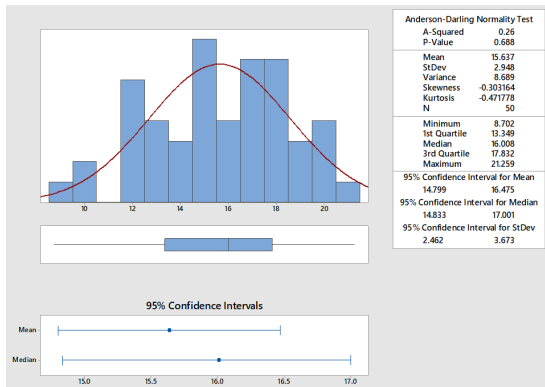 Anderson-Darling Normality Test
A-Squared 0.26
P-Value 0.688
Mean 15.637
StDev 2.948
Variance 8.689
Skewness -0.303164
Kurtosis -0.471778
N 50
Minimum 8.702
1st Quartile 13.349
Median 16.008
3rd Quartile 17.832
Maximum 21.259
95% Confidence Interval for Mean
14.799 16.475
95% Confidence Interval for Median
14.833 17.001
95% Confidence Interval for StDev
2.462 3.673
10 12 14 16 18 20
95% Confidence Intervals
Mean
Median
15.0 15.5 16.0 16.5 17.0